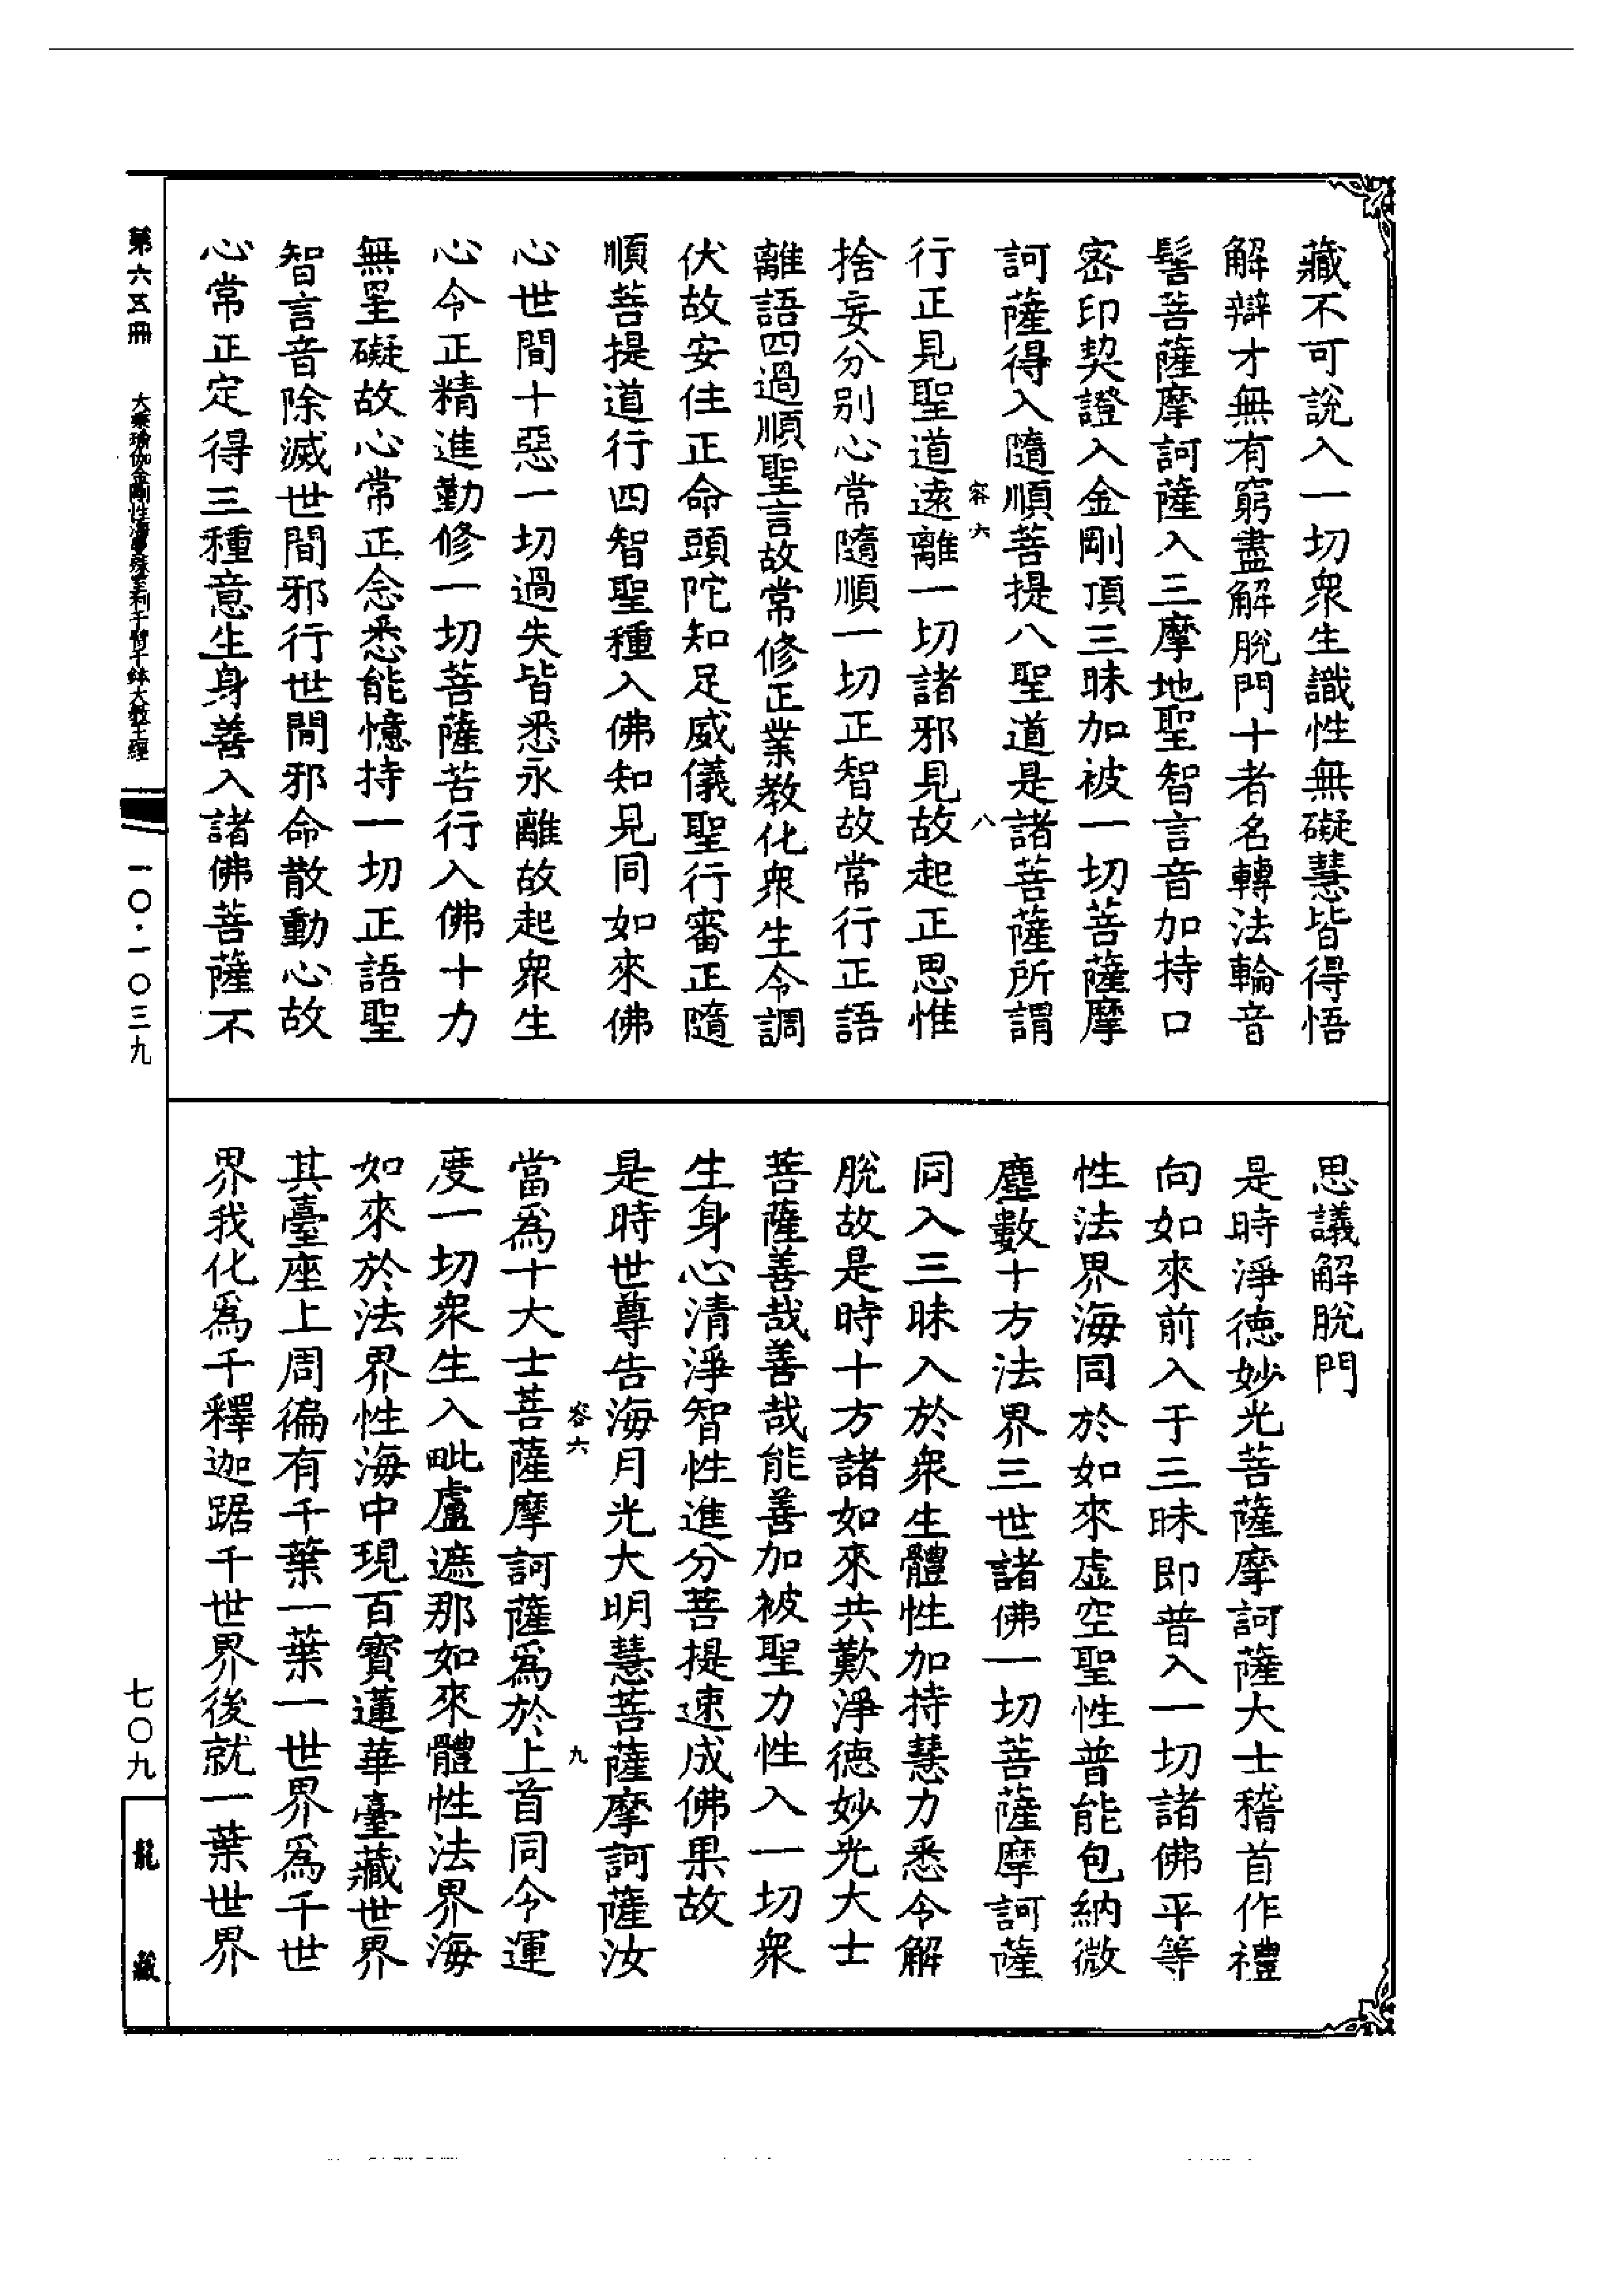 藏不可說入一切衆生識性無礙慧皆得悟
解辯才無有窮盡解脫門十者名轉法輪音
髻菩薩摩訶薩入三摩地聖智言音加持口
密印契證入金剛頂三昧加被一切菩薩摩
訶薩得入隨順菩提八聖道是諸菩薩所謂
容六 八
行正見聖道遠離一切諸邪見故起正思惟
捨妄分別心常隨順一切正智故常行正語
離語四過順聖言故常修正業教化衆生令調
伏故安住正命頭陀知足威儀聖行審正隨
順菩提道行四智聖種入佛知見同如來佛
心世間十惡一切過失皆悉永離故起衆生
心令正精進勤修一切菩薩苦行入佛十力
無罣礙故心常正念悉能憶持一切正語聖
智言音除滅世間邪行世間邪命散動心故
心常正定得三種意生身善入諸佛菩薩不
思議解脫門
是時淨德妙光菩薩摩訶薩大士稽首作禮
向如來前入于三昧即普入一切諸佛平等
性法界海同於如來虛空聖性普能包納微
塵數十方法界三世諸佛一切菩薩摩訶薩
同入三昧入於衆生體性加持慧力悉令解
脫故是時十方諸如來共歎淨德妙光大士
菩薩善哉善哉能善加被聖力性入一切衆
生身心清淨智性進分菩提速成佛果故
是時世尊告海月光大明慧菩薩摩訶薩汝
容六 九
當爲十大士菩薩摩訶薩爲於上首同令運
度一切衆生入毗盧遮那如來體性法界海
如來於法界性海中現百寶蓮華臺藏世界
其臺座上周徧有千葉一葉一世界爲千世
界我化爲千釋迦踞千世界後就一葉世界
第六五冊 大乘瑜伽金剛性海曼殊室利千臂千鉢大教王經 一〇·一〇三九
七〇九
龍藏